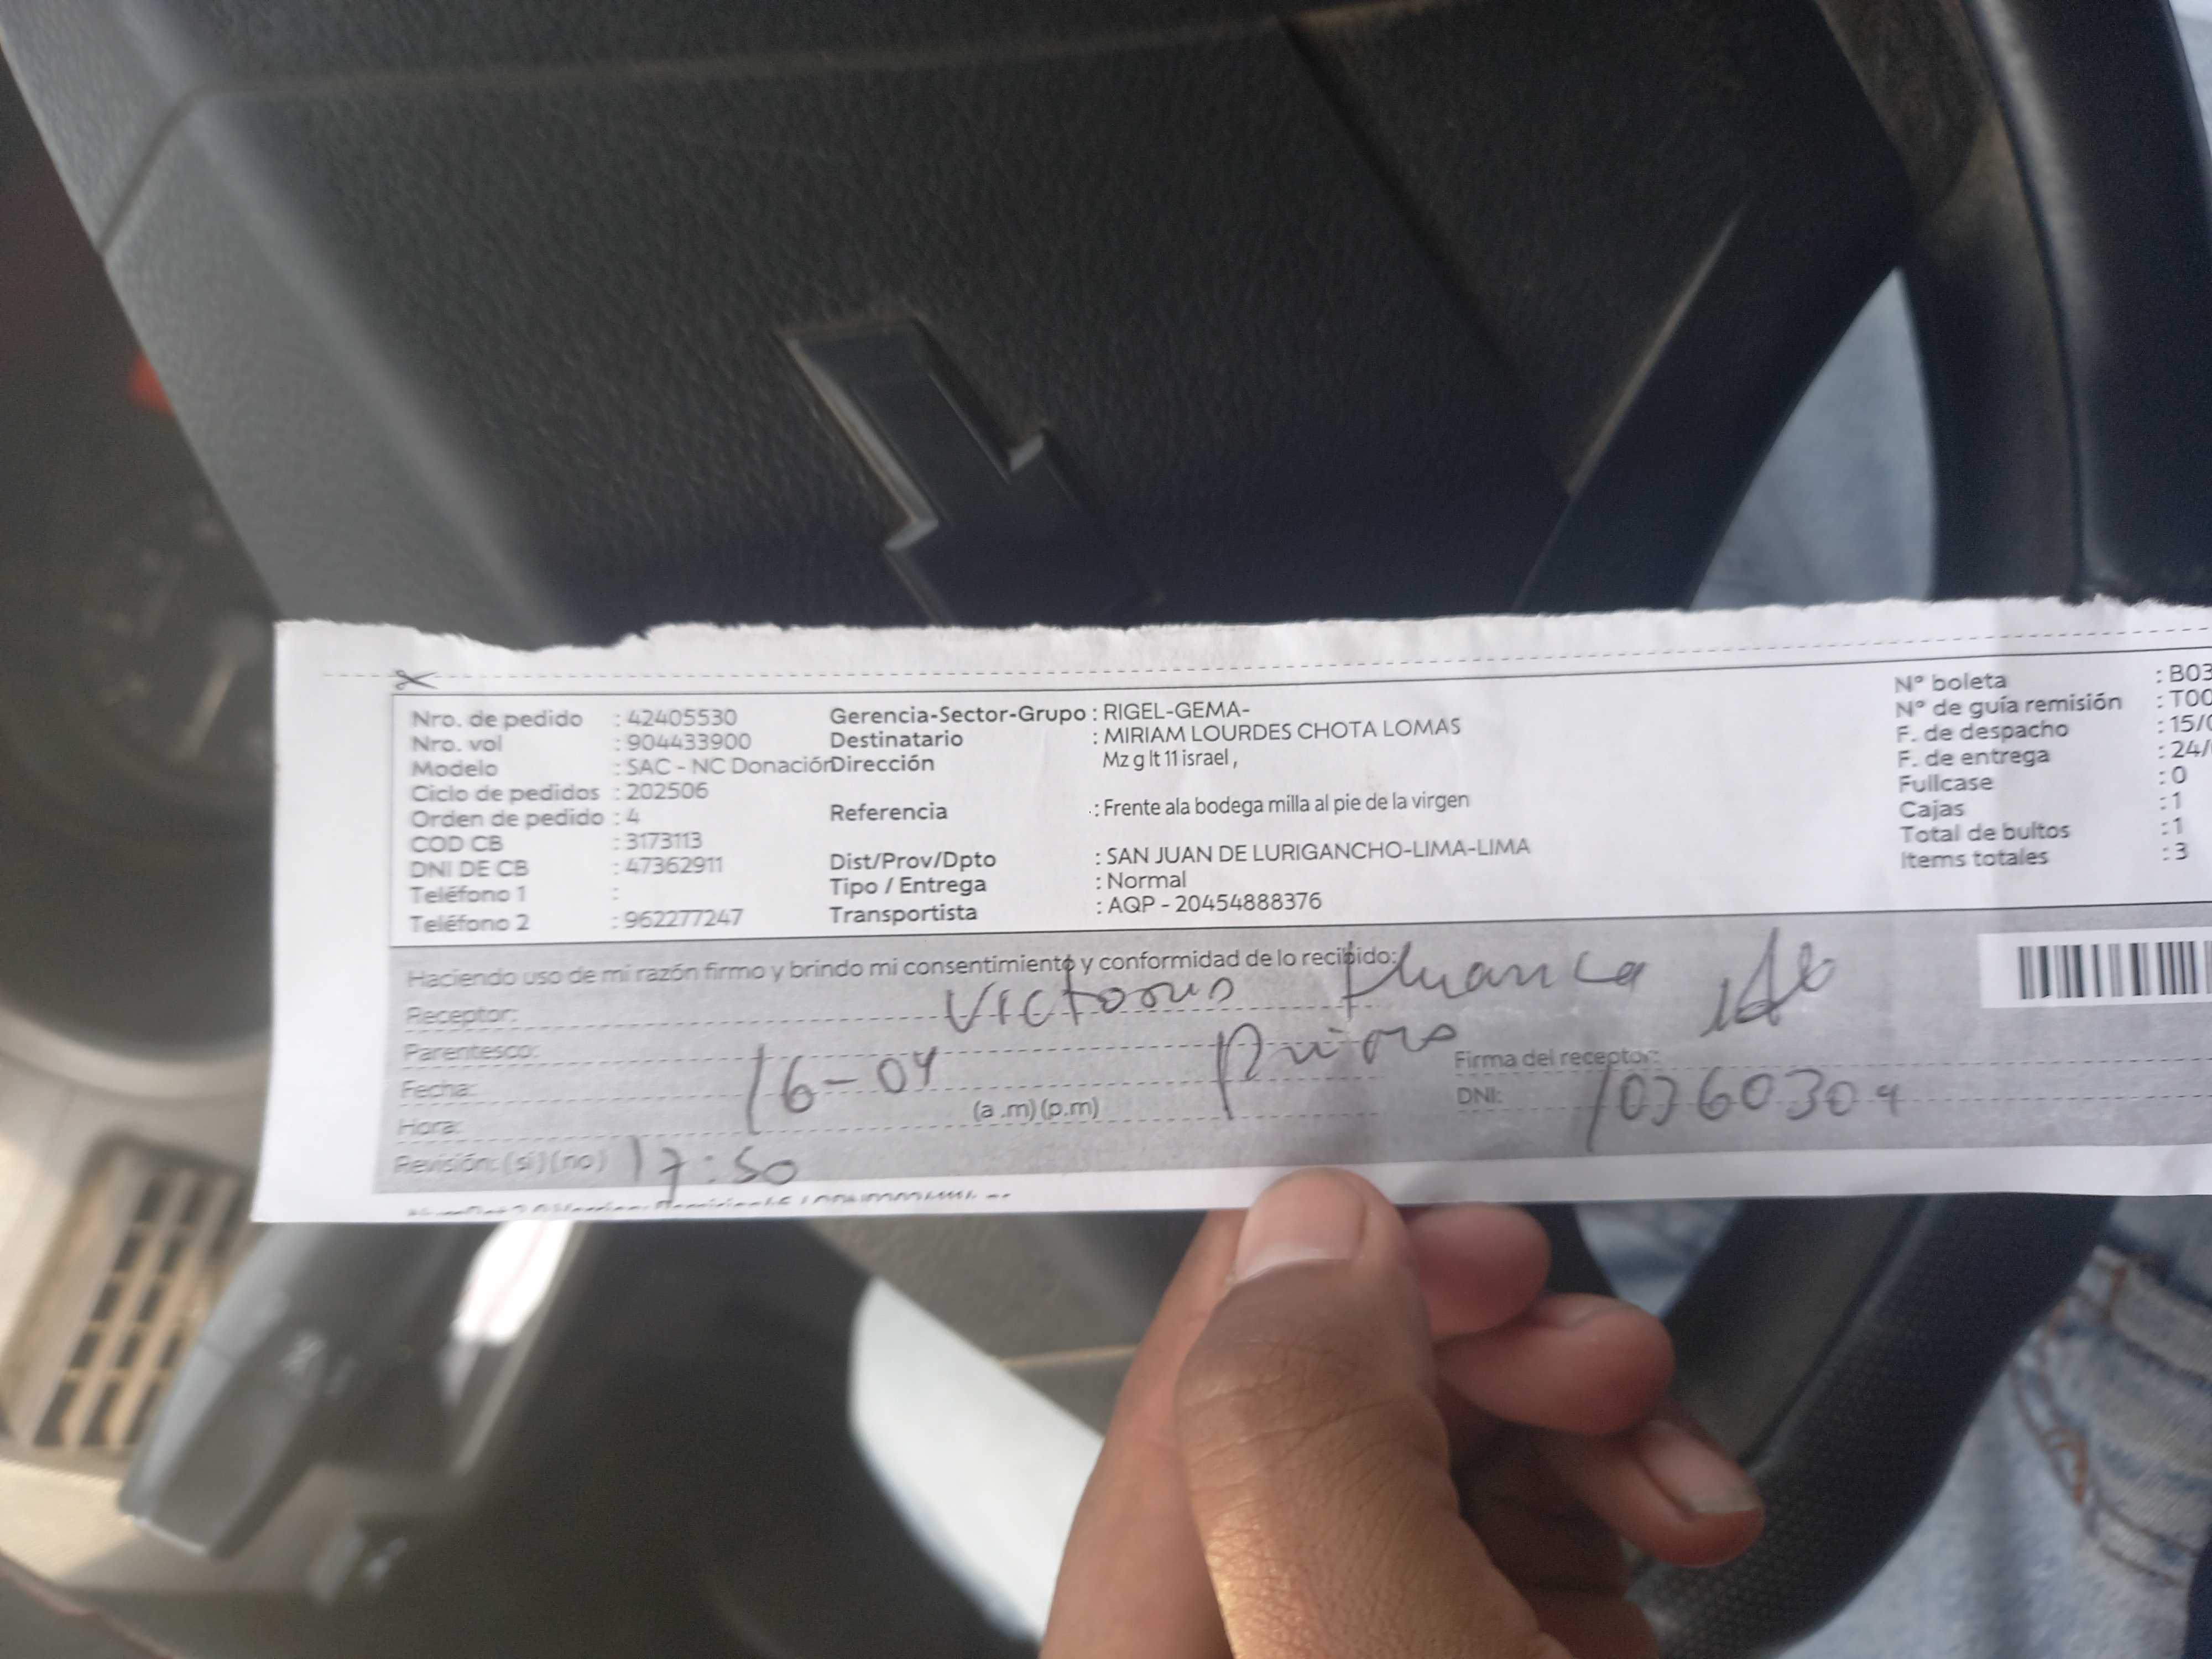 Nro. de pedido : 42405530
Nro. vol : 904433900
Modelo : SAC - NC Donación
Ciclo de pedidos : 202506
Orden de pedido : 4
COD CB : 3173113
DNI DE CB : 47362911
Teléfono 1 :
Teléfono 2 : 962277247
Gerencia-Sector-Grupo : RIGEL-GEMA-
Destinatario : MIRIAM LOURDES CHOTA LOMAS
Dirección Mz g lt 11 israel ,
Referencia : Frente ala bodega milla al pie de la virgen
Dist/Prov/Dpto : SAN JUAN DE LURIGANCHO-LIMA-LIMA
Tipo / Entrega : Normal
Transportista : AQP - 20454888376
N° boleta : B03
N° de guía remisión : T00
F. de despacho : 15/0
F. de entrega : 24/
Fullcase : 0
Cajas : 1
Total de bultos : 1
Items totales : 3
Haciendo uso de mi razón firmo y brindo mi consentimiento y conformidad de lo recibido:
Receptor: Huanca
Parentesco:
Fecha: 16-04
Firma del receptor:
Hora: (a .m) (p.m)
DNI: 10360304
Revisión: (si) (no) 17:50